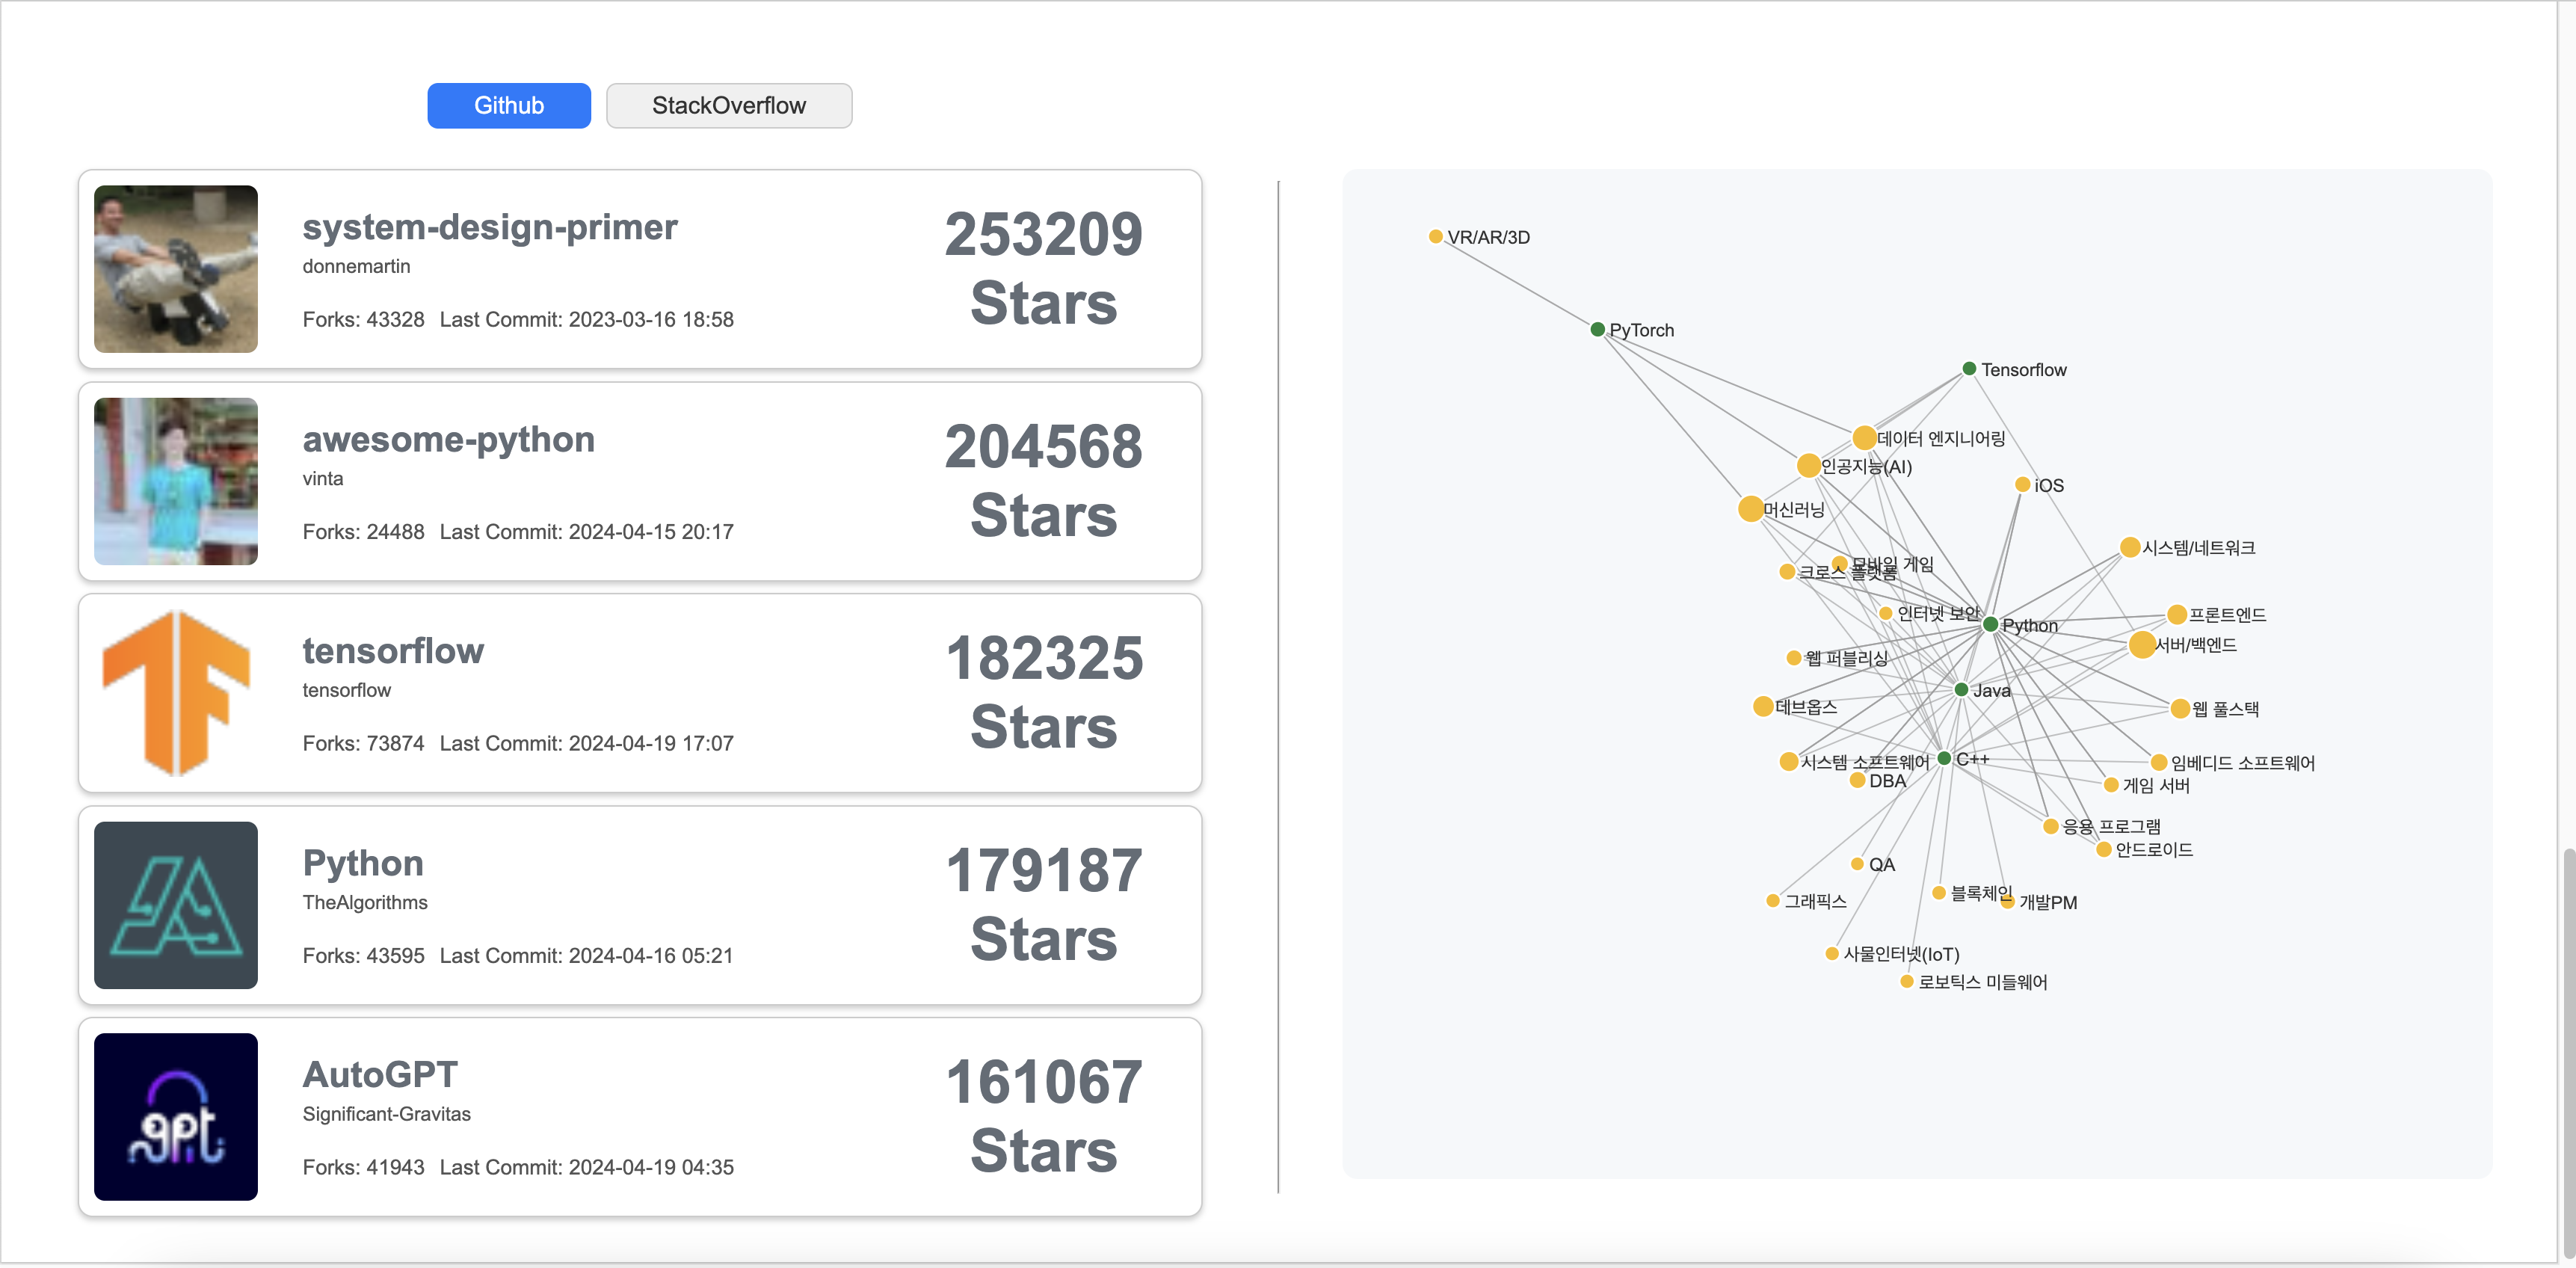 Github
StackOverflow
system-design-primer
donnemartin
Forks: 43328 Last Commit: 2023-03-16 18:58
253209
Stars
awesome-python
vinta
Forks: 24488 Last Commit: 2024-04-15 20:17
204568
Stars
tensorflow
tensorflow
Forks: 73874 Last Commit: 2024-04-19 17:07
182325
Stars
Python
TheAlgorithms
Forks: 43595 Last Commit: 2024-04-16 05:21
179187
Stars
gpt
AutoGPT
Significant-Gravitas
Forks: 41943 Last Commit: 2024-04-19 04:35
161067
Stars
VR/AR/3D
PyTorch
Tensorflow
데이터 엔지니어링
인공지능(AI)
iOS
머신러닝
시스템/네트워크
모바일 게임
크로스 플랫폼
인터넷 보안
프론트엔드
Python
서버/백엔드
웹 퍼블리싱
Java
데브옵스
웹 풀스택
C++
시스템 소프트웨어
임베디드 소프트웨어
DBA
게임 서버
응용 프로그램
안드로이드
QA
블록체인
그래픽스
개발PM
사물인터넷(IoT)
로보틱스 미들웨어